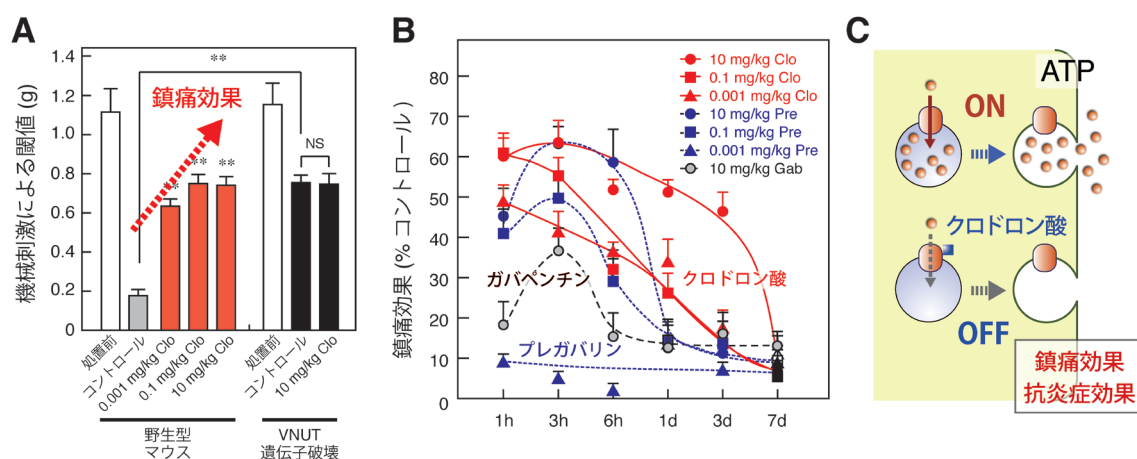 A
機械刺激による閾値 (g)
1.4
1.2
1.0
0.8
0.6
0.4
0.2
0
**
鎮痛効果
**
**
**
NS
処置前
コントロール
0.001 mg/kg Clo
0.1 mg/kg Clo
10 mg/kg Clo
処置前
コントロール
10 mg/kg Clo
野生型
マウス
VNUT
遺伝子破壊
B
鎮痛効果 (% コントロール)
80
70
60
50
40
30
20
10
0
10 mg/kg Clo
0.1 mg/kg Clo
0.001 mg/kg Clo
10 mg/kg Pre
0.1 mg/kg Pre
0.001 mg/kg Pre
10 mg/kg Gab
ガバペンチン
クロドロン酸
プレガバリン
1h
3h
6h
1d
3d
7d
C
ATP
ON
クロドロン酸
OFF
鎮痛効果
抗炎症効果